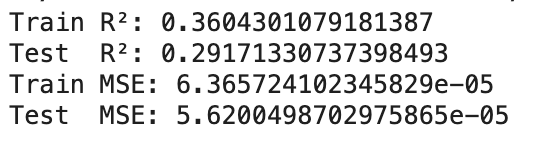 Train R²: 0.3604301079181387
Test  R²: 0.29171330737398493
Train MSE: 6.365724102345829e-05
Test  MSE: 5.6200498702975865e-05